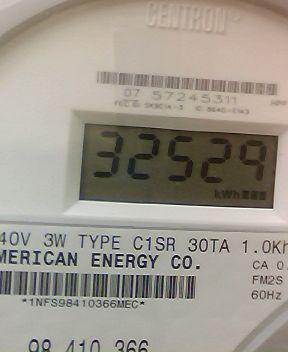 CENTRON®
07 57245311
32529
kWh
40V 3W TYPE C1SR 30TA 1.0Kh
MERICAN ENERGY CO.
CA 0.
FM2S
60Hz
*1NFS98410366MEC*
98 410 366